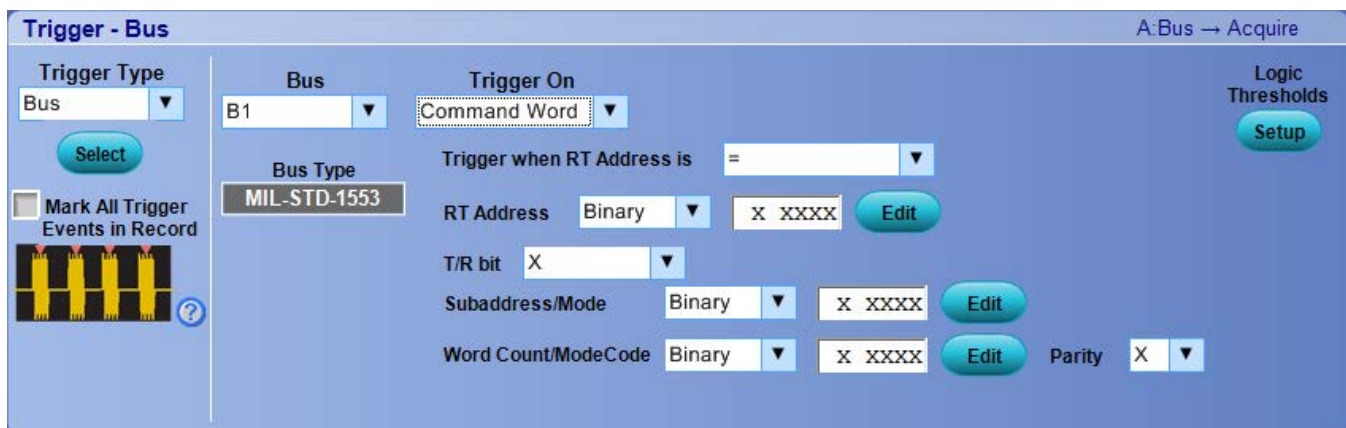 Trigger - Bus
A:Bus → Acquire
Trigger Type
Bus
Select
Mark All Trigger
Events in Record
?
Bus
B1
Bus Type
MIL-STD-1553
Trigger On
Command Word
Trigger when RT Address is =
RT Address Binary X XXXX Edit
T/R bit X
Subaddress/Mode Binary X XXXX Edit
Word Count/ModeCode Binary X XXXX Edit Parity X
Logic
Thresholds
Setup